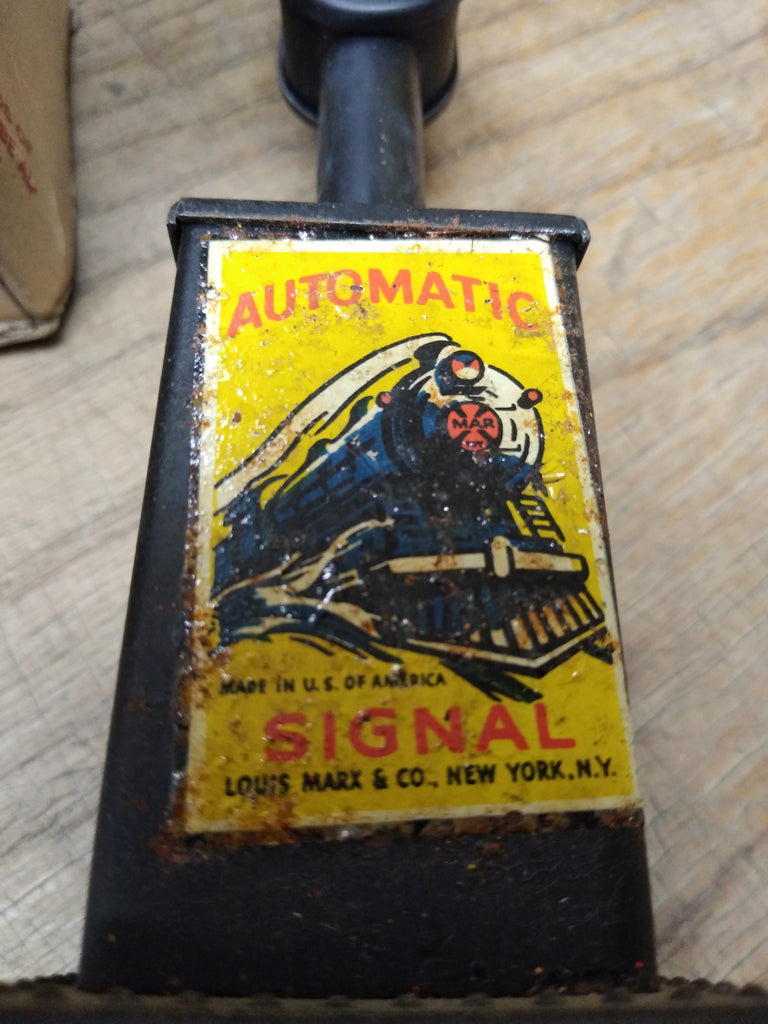 AUTOMATIC
MAR
MADE IN U.S. OF AMERICA
SIGNAL
LOUIS MARX & CO., NEW YORK, N.Y.